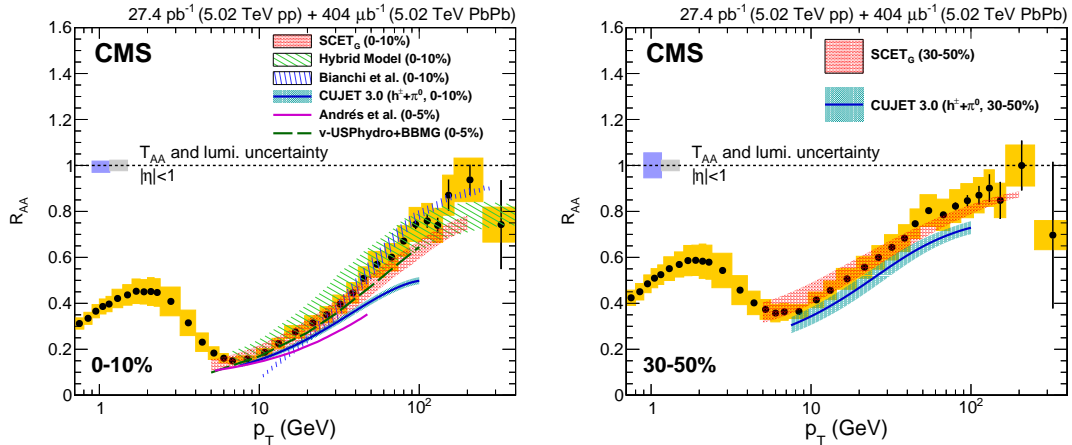 27.4 pb⁻¹ (5.02 TeV pp) + 404 μb⁻¹ (5.02 TeV PbPb)
CMS
SCET_G (0-10%)
Hybrid Model (0-10%)
Bianchi et al. (0-10%)
CUJET 3.0 (h±+π⁰, 0-10%)
Andrés et al. (0-5%)
v-USPhydro+BBMG (0-5%)
T_AA and lumi. uncertainty
|η|<1
R_AA
1.6
1.4
1.2
1
0.8
0.6
0.4
0.2
0
0-10%
1
10
10²
p_T (GeV)
27.4 pb⁻¹ (5.02 TeV pp) + 404 μb⁻¹ (5.02 TeV PbPb)
CMS
SCET_G (30-50%)
CUJET 3.0 (h±+π⁰, 30-50%)
T_AA and lumi. uncertainty
|η|<1
R_AA
1.6
1.4
1.2
1
0.8
0.6
0.4
0.2
0
30-50%
1
10
10²
p_T (GeV)